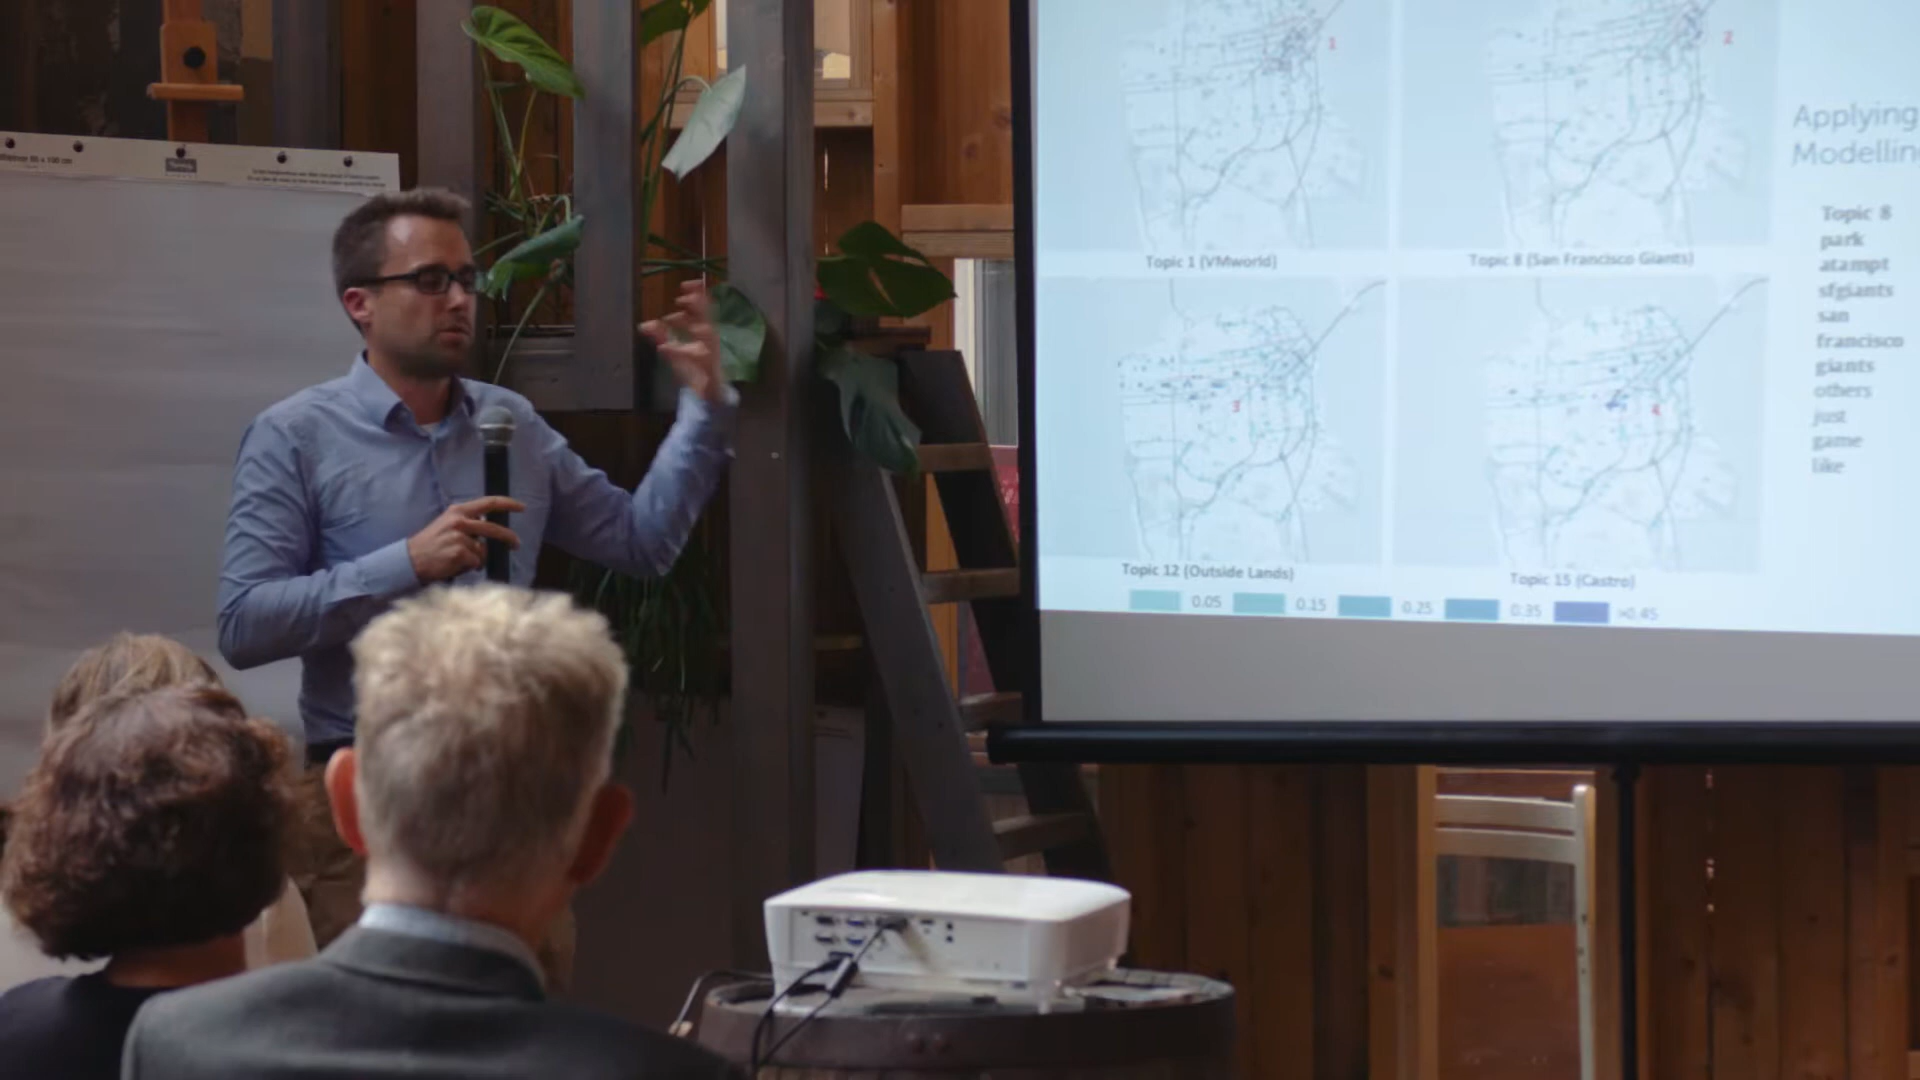 1
2
Topic 1 (VMworld)
Topic 8 (San Francisco Giants)
3
4
Topic 12 (Outside Lands)
Topic 15 (Castro)
0.05
0.15
0.25
0.35
>0.45
Applying
Modelling
Topic 8
park
atampt
sfgiants
san
francisco
giants
others
just
game
like